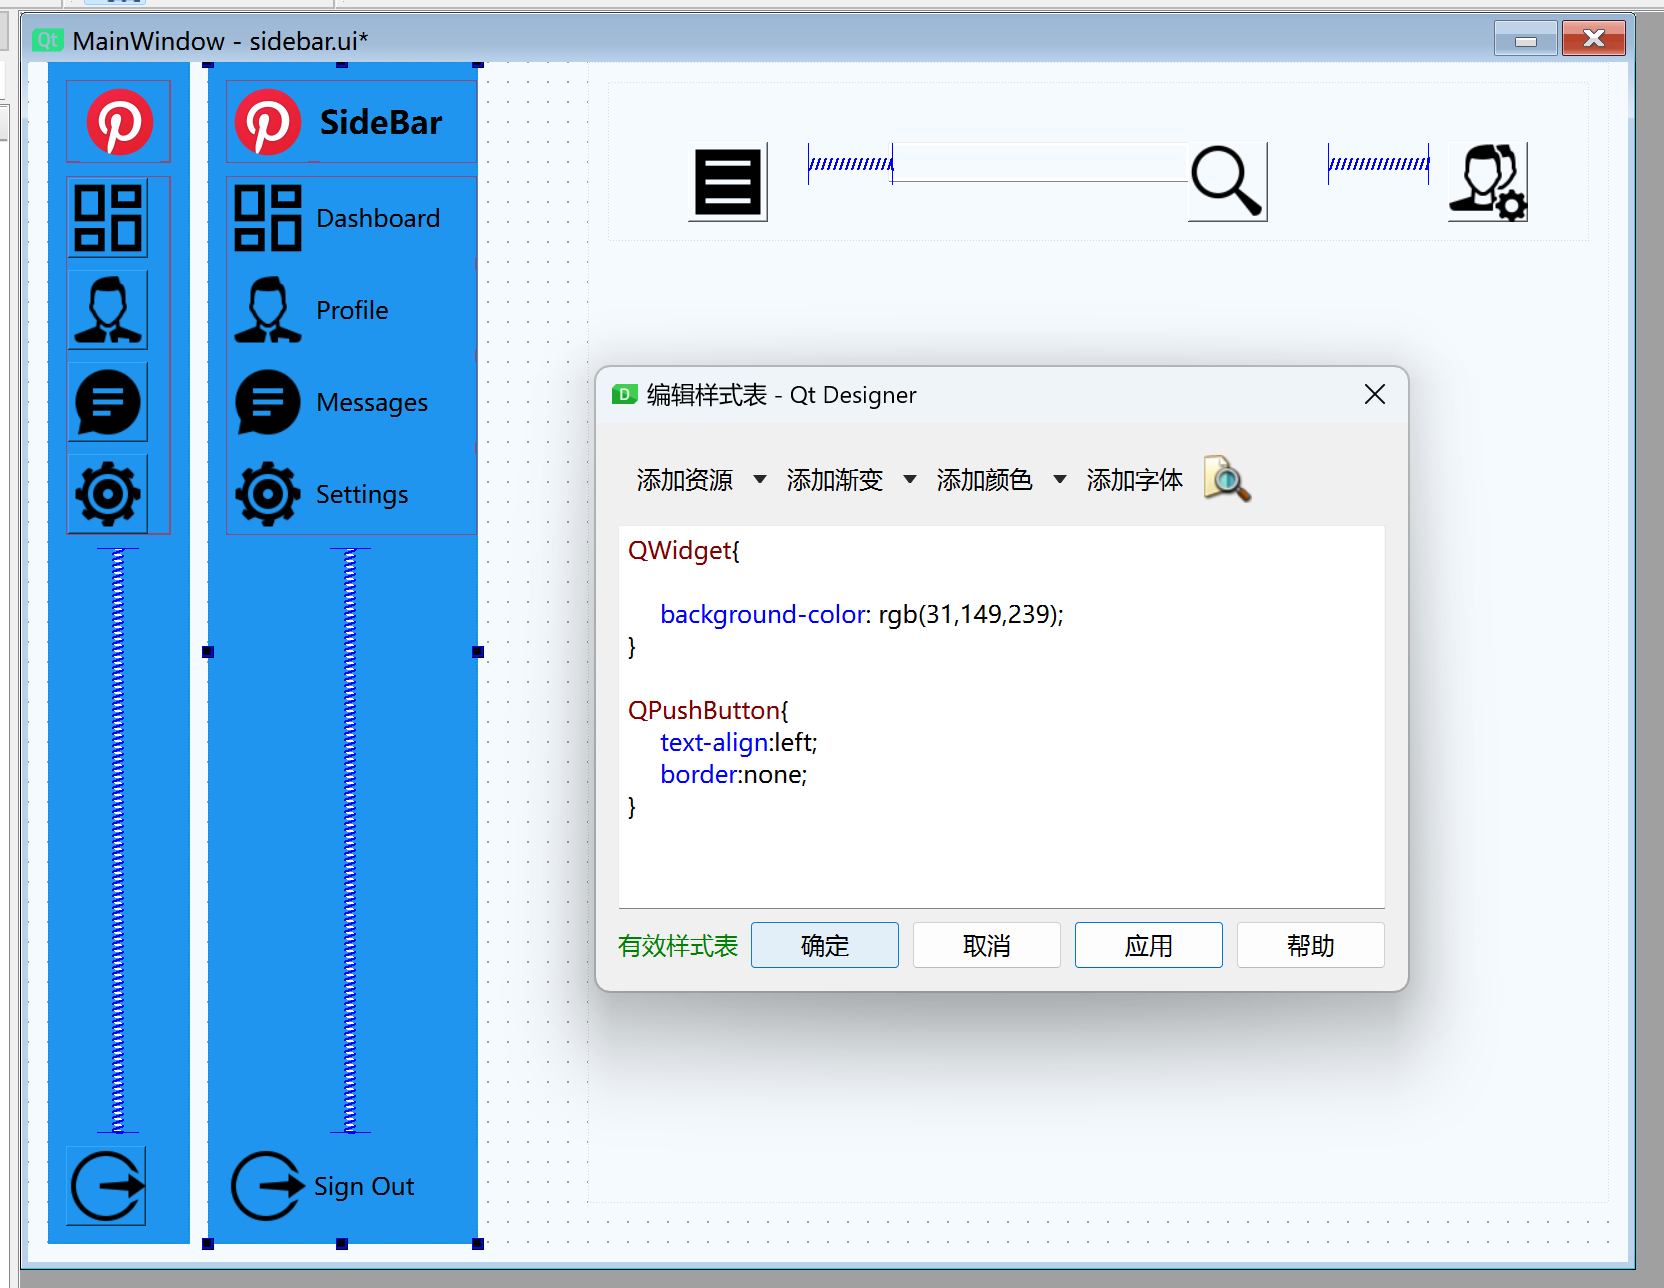 MainWindow - sidebar.ui*
SideBar
Dashboard
Profile
Messages
Settings
Sign Out
编辑样式表 - Qt Designer
添加资源 添加渐变 添加颜色 添加字体
QWidget{
background-color: rgb(31,149,239);
}
QPushButton{
text-align:left;
border:none;
}
有效样式表 确定 取消 应用 帮助